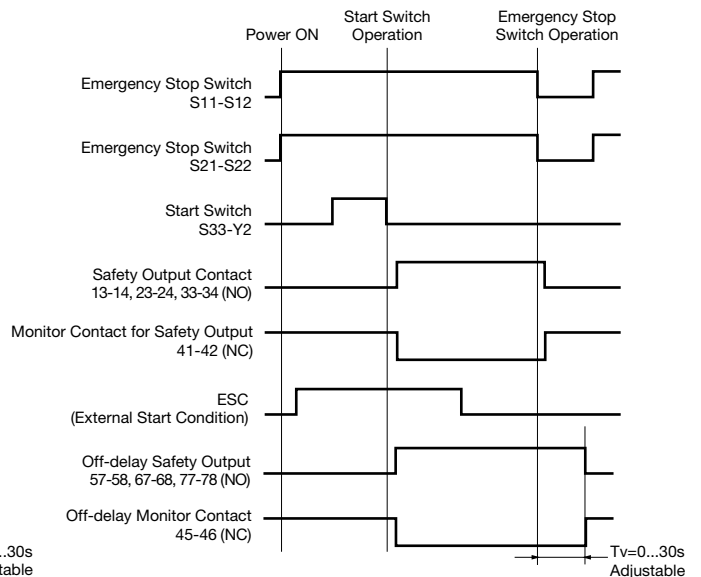 Power ON
Start Switch
Operation
Emergency Stop
Switch Operation
Emergency Stop Switch
S11-S12
Emergency Stop Switch
S21-S22
Start Switch
S33-Y2
Safety Output Contact
13-14, 23-24, 33-34 (NO)
Monitor Contact for Safety Output
41-42 (NC)
ESC
(External Start Condition)
Off-delay Safety Output
57-58, 67-68, 77-78 (NO)
Off-delay Monitor Contact
45-46 (NC)
...30s
table
Tv=0...30s
Adjustable